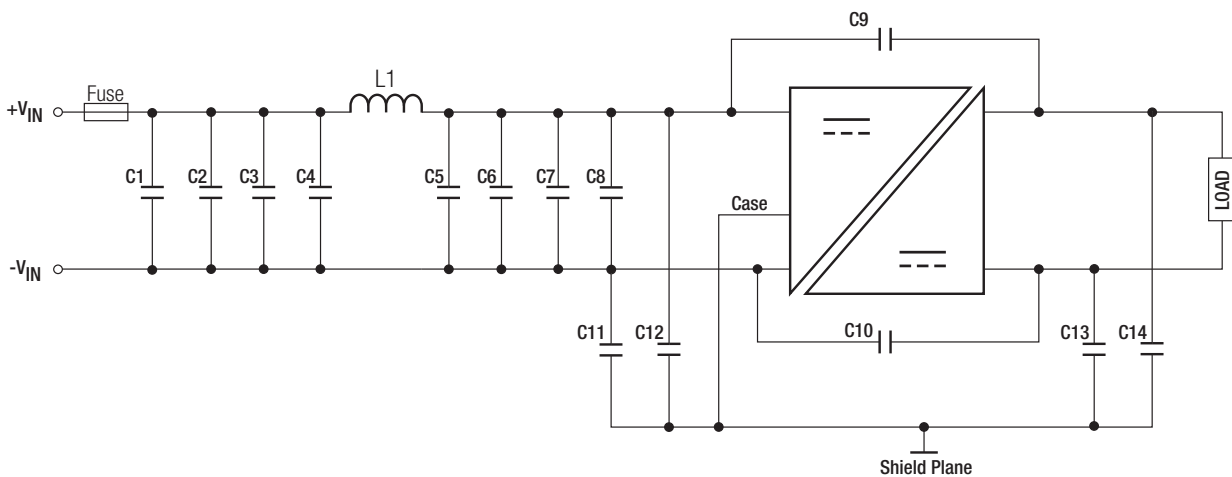 C9
L1
Fuse
+VIN
C1
C2
C3
C4
C5
C6
C7
C8
Case
LOAD
-VIN
C11
C12
C10
C13
C14
Shield Plane